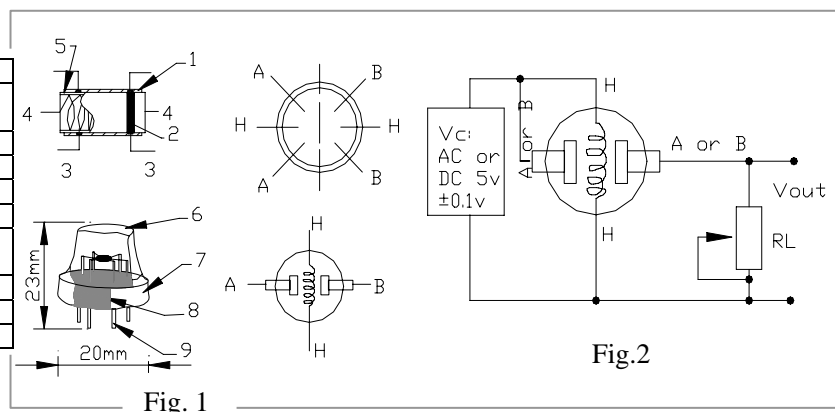 5
1
4
4
2
3
3
6
7
8
9
23mm
20mm
Fig. 1
A
B
H
H
A
B
H
A
B
H
H
Vc:
AC or
DC 5v
±0.1v
A or B
H
A or B
Vout
RL
Fig.2